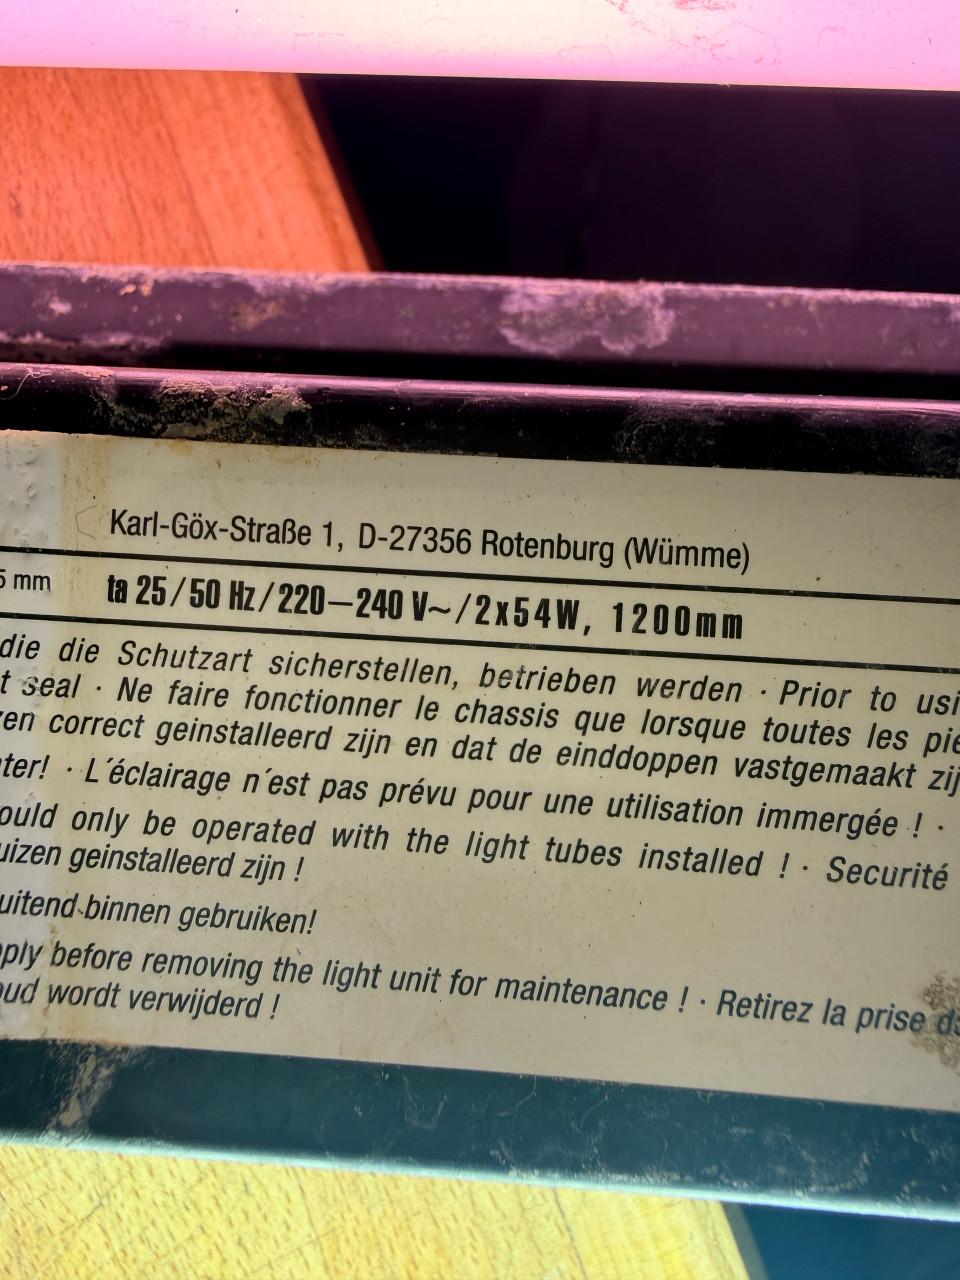 Karl-Göx-Straße 1, D-27356 Rotenburg (Wümme)
5 mm ta 25/50 Hz/220–240 V~/2x54W, 1200mm
die die Schutzart sicherstellen, betrieben werden · Prior to usi
t seal · Ne faire fonctionner le chassis que lorsque toutes les piè
zen correct geinstalleerd zijn en dat de einddoppen vastgemaakt zij
ter! · L´éclairage n´est pas prévu pour une utilisation immergée ! ·
ould only be operated with the light tubes installed ! · Securité
uizen geinstalleerd zijn !
uitend binnen gebruiken!
pply before removing the light unit for maintenance ! · Retirez la prise d
oud wordt verwijderd !